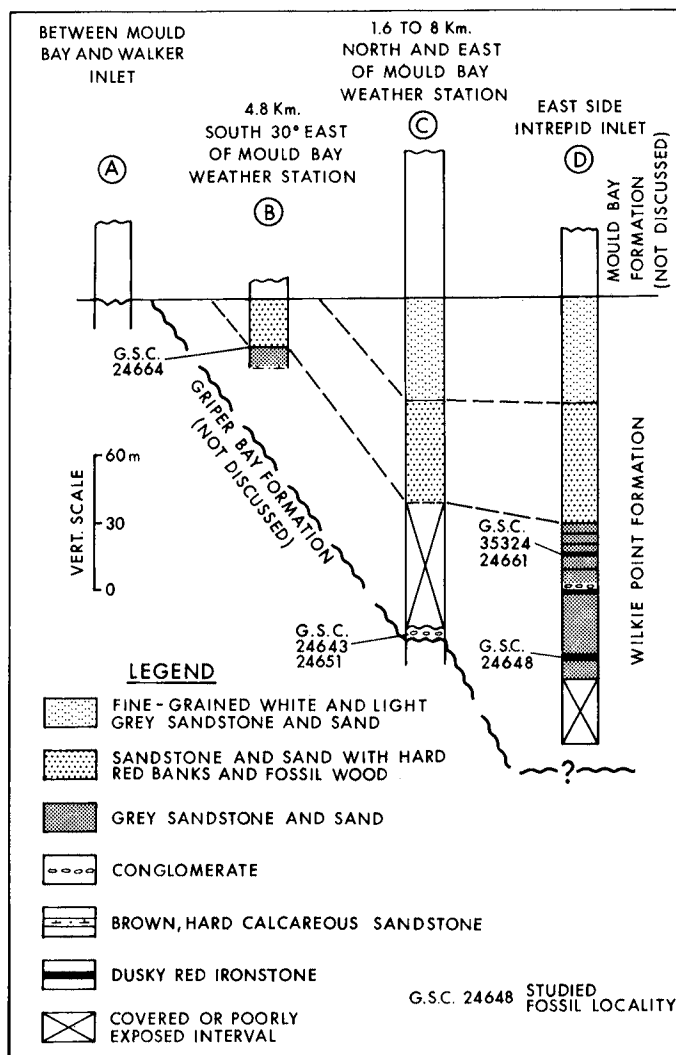 BETWEEN MOULD
BAY AND WALKER
INLET
A
4.8 Km.
SOUTH 30° EAST
OF MOULD BAY
WEATHER STATION
B
1.6 TO 8 Km.
NORTH AND EAST
OF MOULD BAY
WEATHER STATION
C
EAST SIDE
INTREPID INLET
D
MOULD BAY
FORMATION
(NOT DISCUSSED)
G.S.C.
24664
GRIPER BAY FORMATION
(NOT DISCUSSED)
VERT. SCALE
60 m
30
0
G.S.C.
35324
24661
G.S.C.
24643
24651
G.S.C.
24648
WILKIE POINT FORMATION
?
LEGEND
FINE-GRAINED WHITE AND LIGHT
GREY SANDSTONE AND SAND
SANDSTONE AND SAND WITH HARD
RED BANKS AND FOSSIL WOOD
GREY SANDSTONE AND SAND
CONGLOMERATE
BROWN, HARD CALCAREOUS SANDSTONE
DUSKY RED IRONSTONE
COVERED OR POORLY
EXPOSED INTERVAL
G.S.C. 24648 STUDIED
FOSSIL LOCALITY